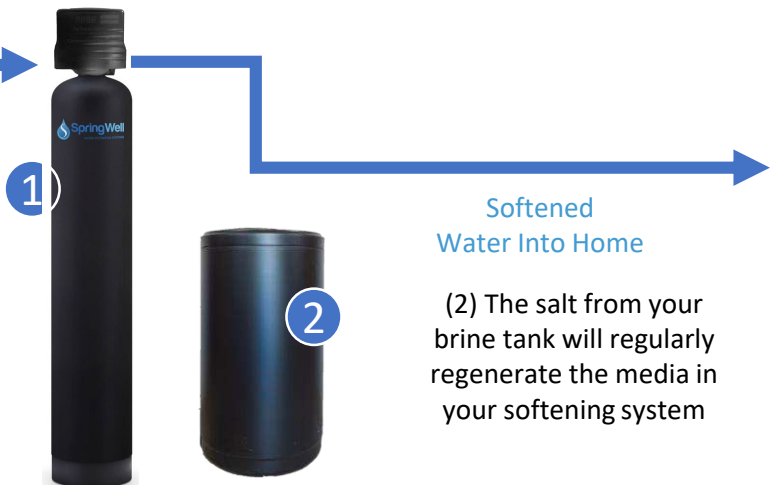 SpringWell
1
2
Softened
Water Into Home
(2) The salt from your
brine tank will regularly
regenerate the media in
your softening system